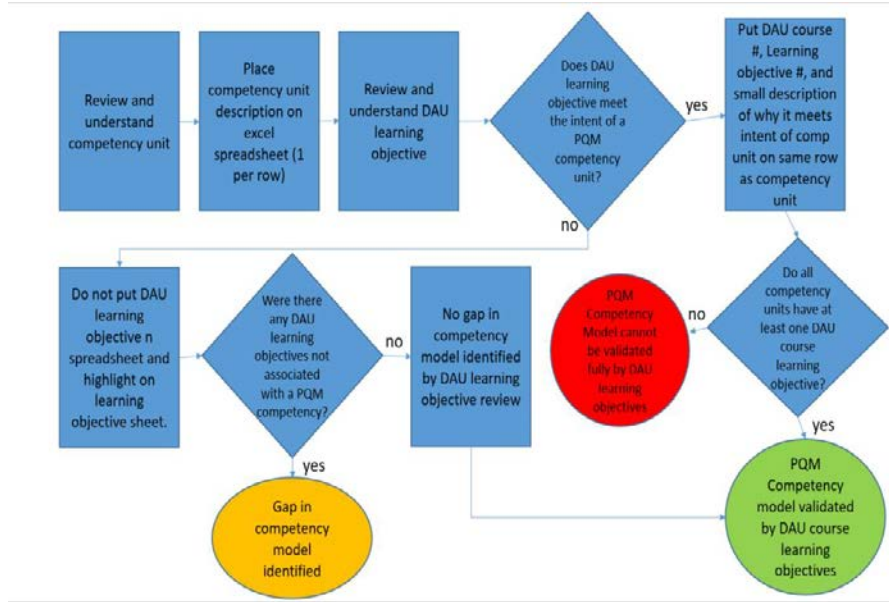 Review and
understand
competency unit
Place
competency unit
description on
excel
spreadsheet (1
per row)
Review and
understand DAU
learning
objective
Does DAU
learning
objective meet
the intent of a
PQM
competency
unit?
yes
Put DAU course
#, Learning
objective #, and
small description
of why it meets
intent of comp
unit on same row
as competency
unit
no
Do not put DAU
learning
objective n
spreadsheet and
highlight on
learning
objective sheet.
Were there
any DAU
learning
objectives not
associated
with a PQM
competency?
no
No gap in
competency
model identified
by DAU learning
objective review
PQM
Competency
Model cannot
be validated
fully by DAU
learning
objectives
no
Do all
competency
units have at
least one DAU
course
learning
objective?
yes
Gap in
competency
model
identified
yes
PQM
Competency
model validated
by DAU course
learning
objectives